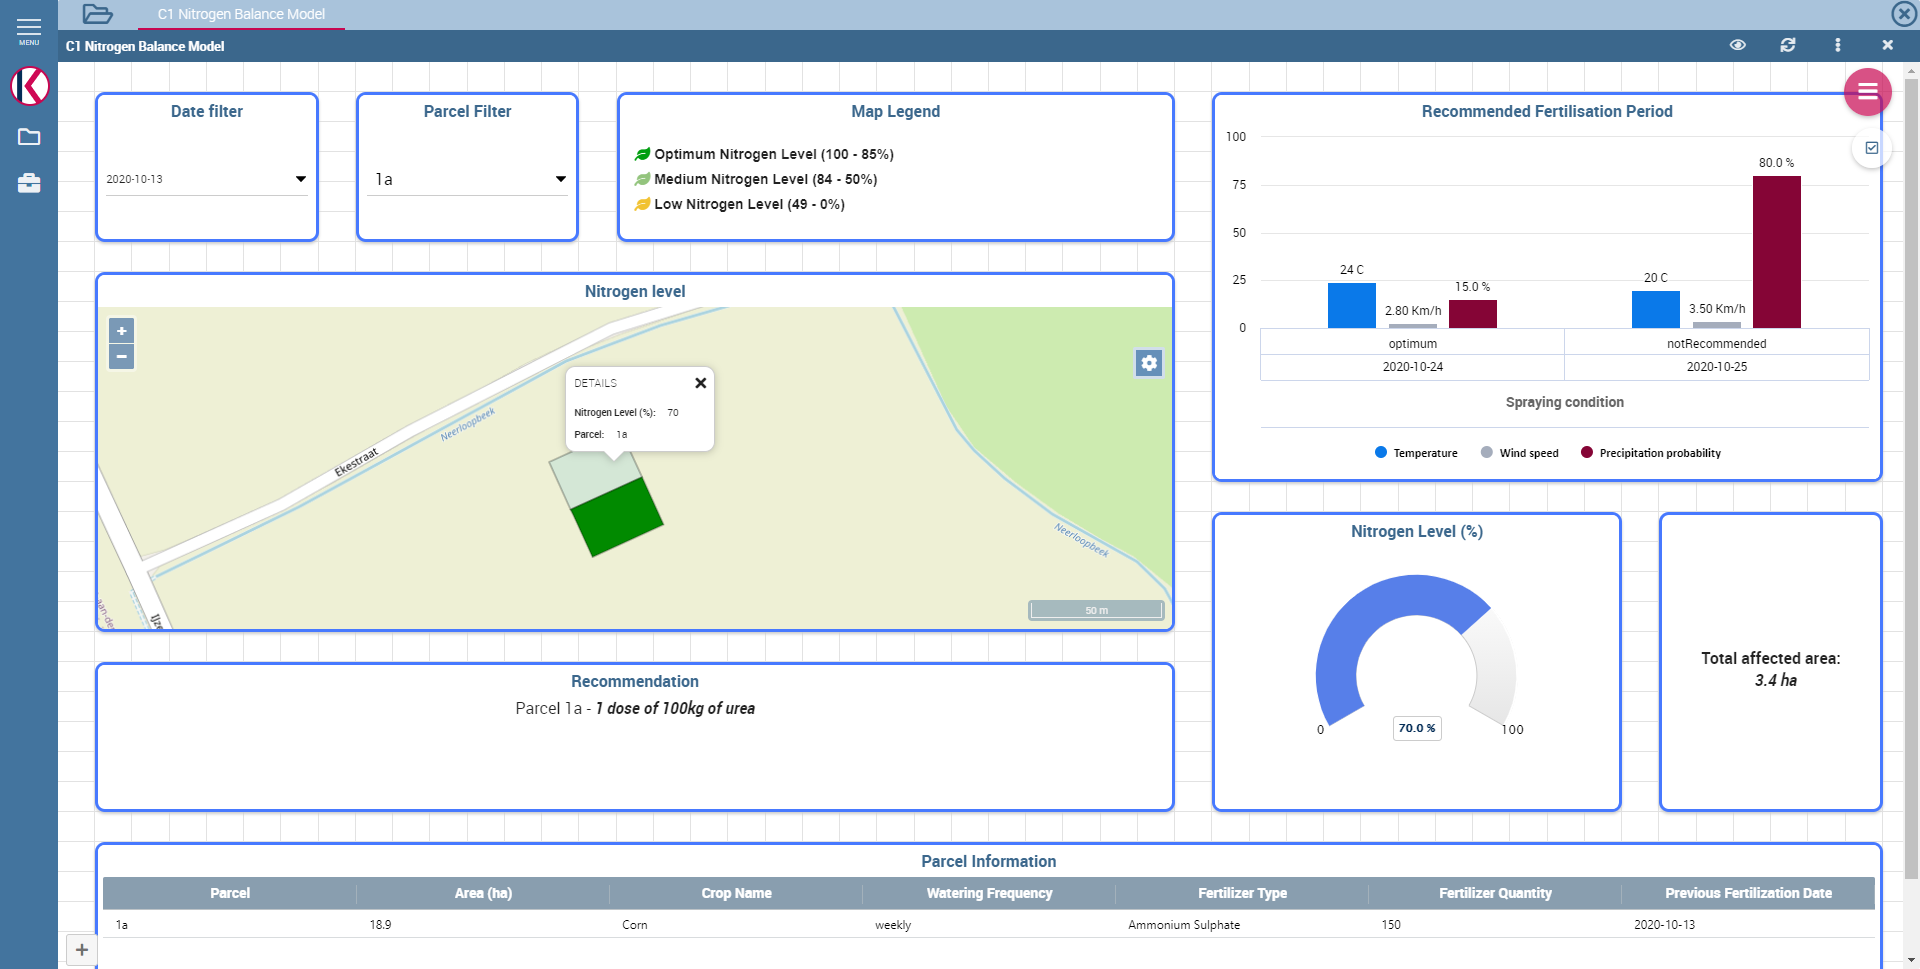 C1 Nitrogen Balance Model
MENU
C1 Nitrogen Balance Model
Date filter
2020-10-13
Parcel Filter
1a
Map Legend
Optimum Nitrogen Level (100 - 85%)
Medium Nitrogen Level (84 - 50%)
Low Nitrogen Level (49 - 0%)
Recommended Fertilisation Period
100
75
50
25
0
24 C
2.80 Km/h
15.0 %
20 C
3.50 Km/h
80.0 %
optimum
notRecommended
2020-10-24
2020-10-25
Spraying condition
Temperature
Wind speed
Precipitation probability
Nitrogen level
+
−
DETAILS
Nitrogen Level (%): 70
Parcel: 1a
Ekestraat
Neerloopbeek
Neerloopbeek
50 m
Recommendation
Parcel 1a - 1 dose of 100kg of urea
Nitrogen Level (%)
0
70.0 %
100
Total affected area:
3.4 ha
Parcel Information
Parcel Area (ha) Crop Name Watering Frequency Fertilizer Type Fertilizer Quantity Previous Fertilization Date
1a 18.9 Corn weekly Ammonium Sulphate 150 2020-10-13
+